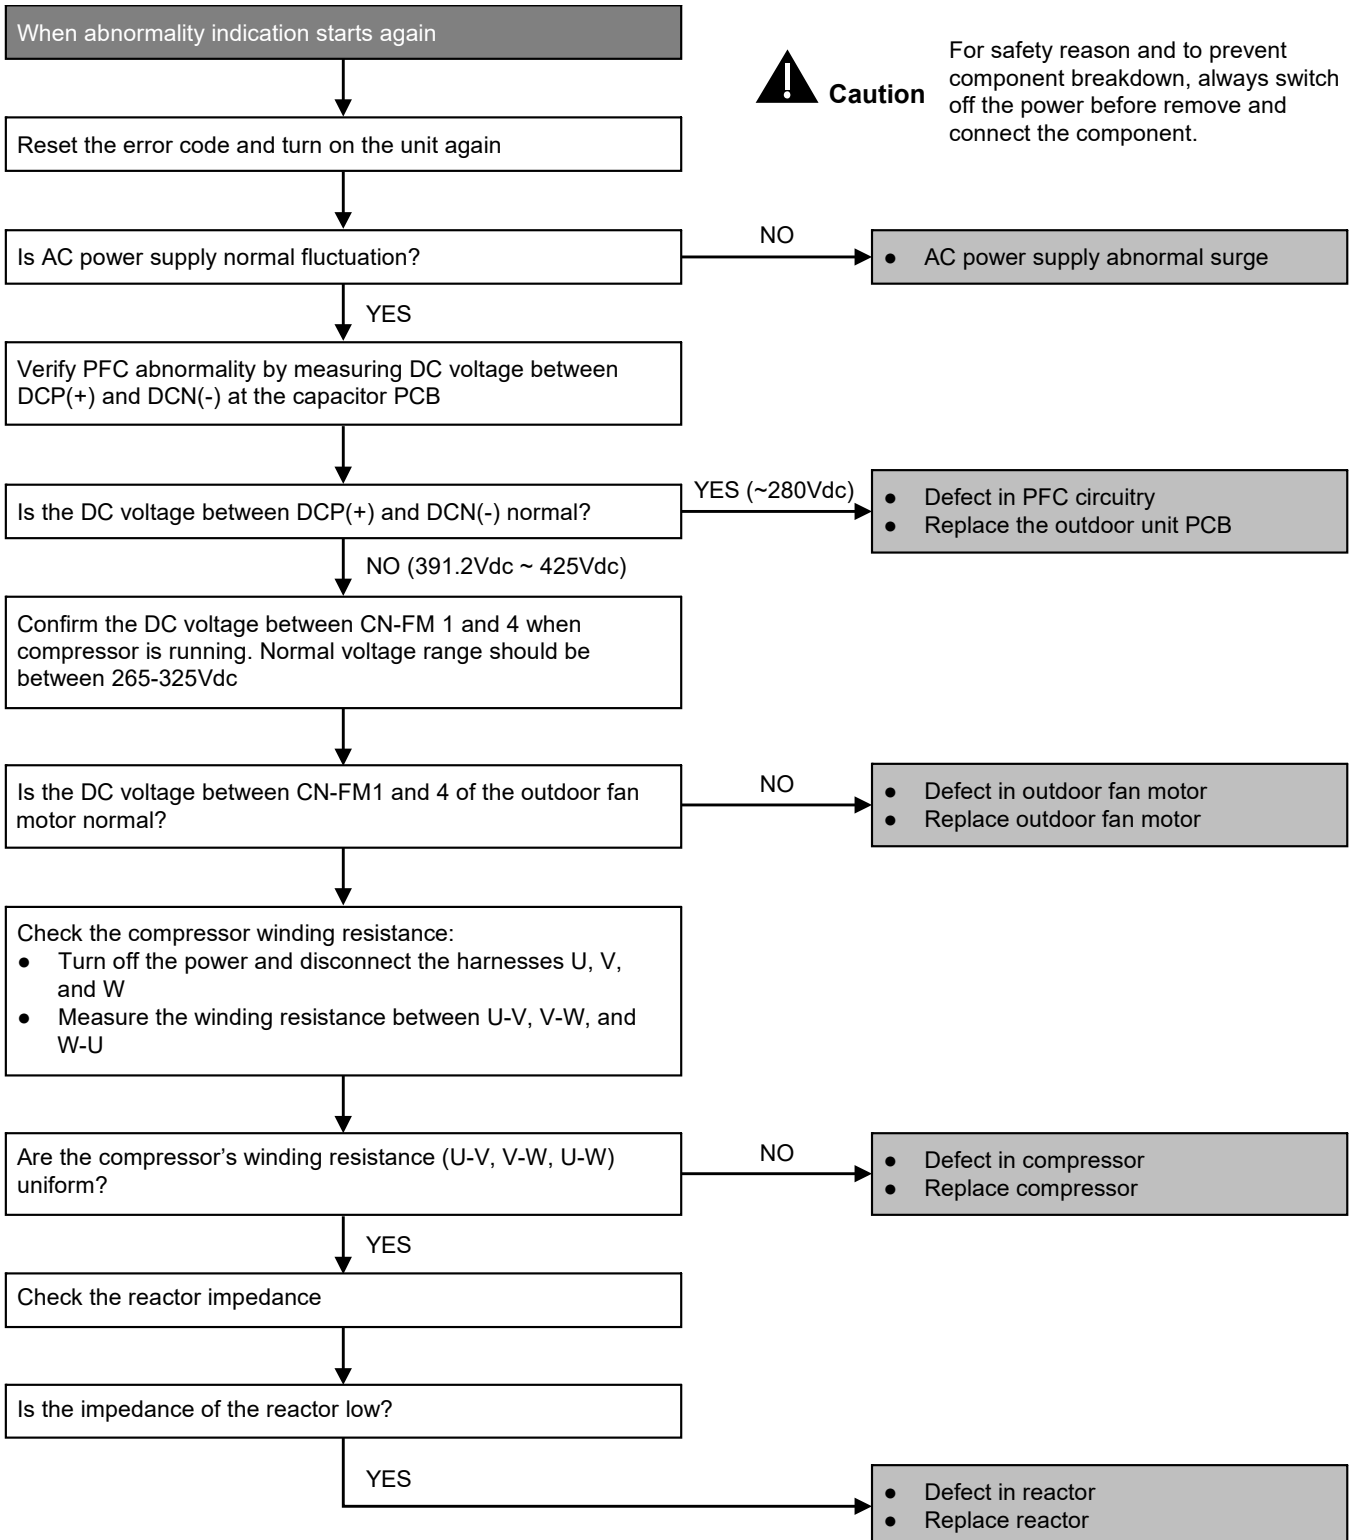 When abnormality indication starts again
Caution
For safety reason and to prevent
component breakdown, always switch
off the power before remove and
connect the component.
Reset the error code and turn on the unit again
Is AC power supply normal fluctuation?
NO
● AC power supply abnormal surge
YES
Verify PFC abnormality by measuring DC voltage between
DCP(+) and DCN(-) at the capacitor PCB
Is the DC voltage between DCP(+) and DCN(-) normal?
YES (~280Vdc)
● Defect in PFC circuitry
● Replace the outdoor unit PCB
NO (391.2Vdc ~ 425Vdc)
Confirm the DC voltage between CN-FM 1 and 4 when
compressor is running. Normal voltage range should be
between 265-325Vdc
Is the DC voltage between CN-FM1 and 4 of the outdoor fan
motor normal?
NO
● Defect in outdoor fan motor
● Replace outdoor fan motor
Check the compressor winding resistance:
● Turn off the power and disconnect the harnesses U, V,
and W
● Measure the winding resistance between U-V, V-W, and
W-U
Are the compressor’s winding resistance (U-V, V-W, U-W)
uniform?
NO
● Defect in compressor
● Replace compressor
YES
Check the reactor impedance
Is the impedance of the reactor low?
YES
● Defect in reactor
● Replace reactor